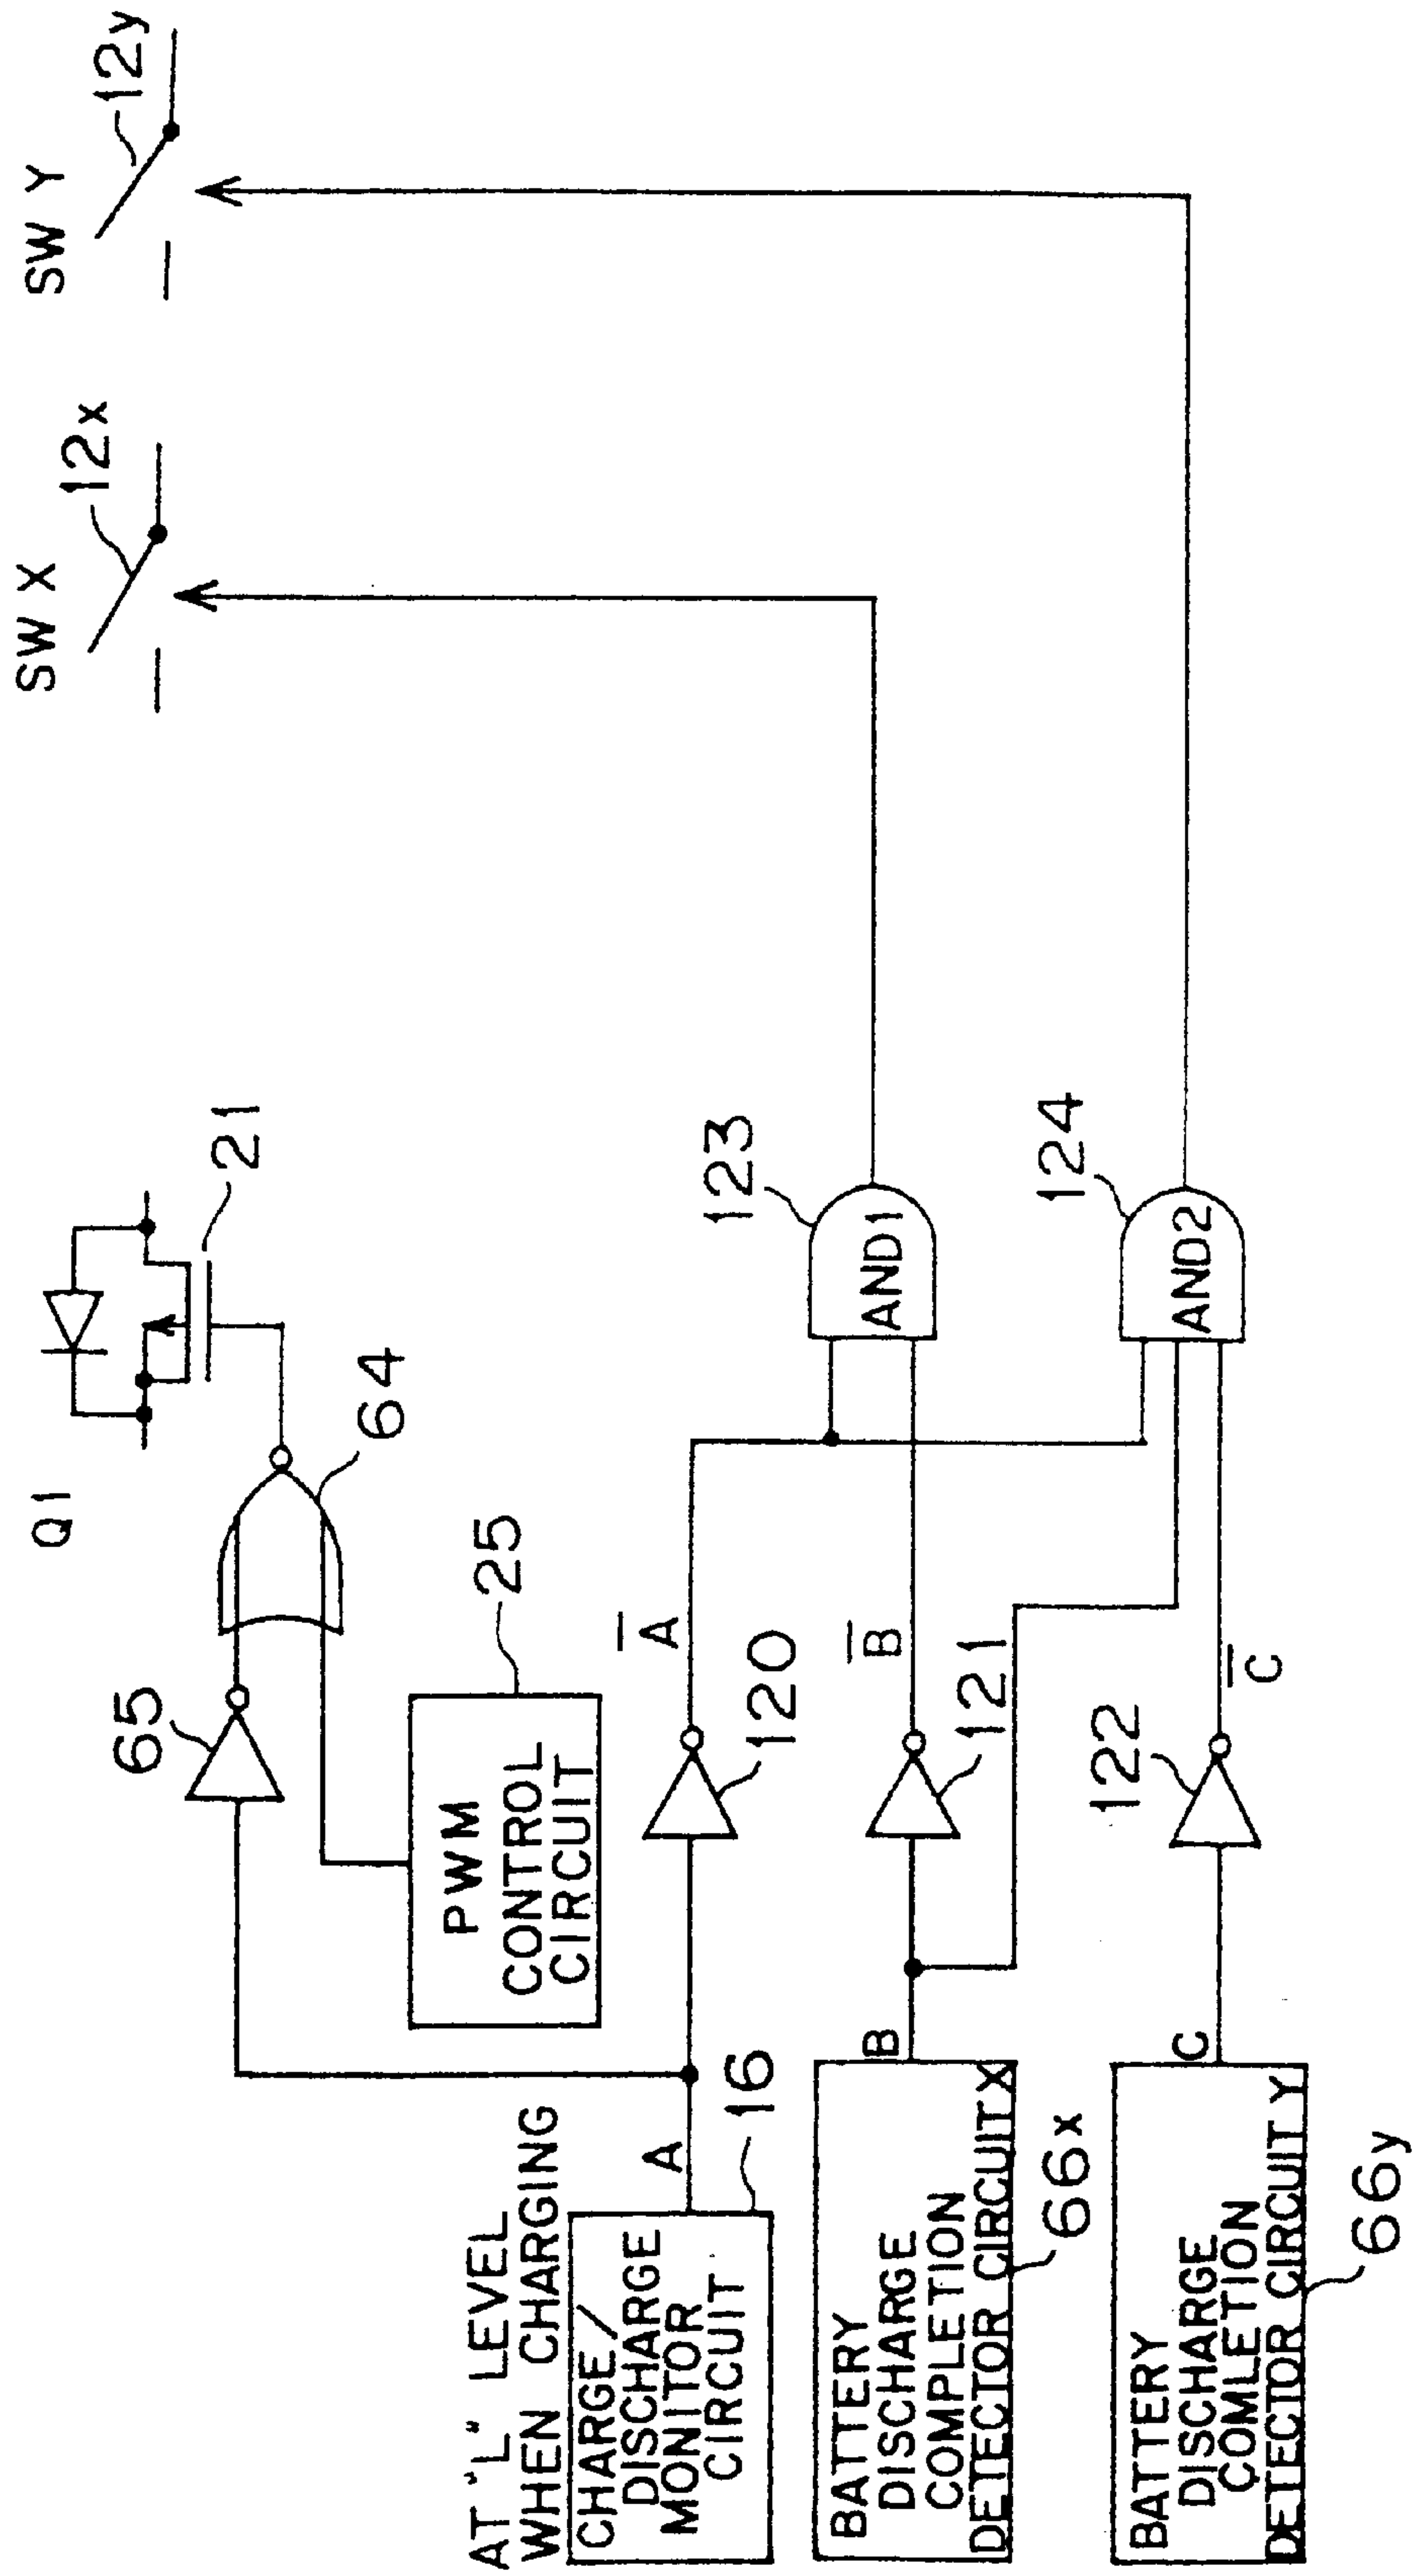 Q1
SW X
SW Y
21
12x
12y
65
64
PWM
CONTROL
CIRCUIT
25
AT "L" LEVEL
WHEN CHARGING
CHARGE/
DISCHARGE
MONITOR
CIRCUIT
16
A
120
A̅
BATTERY
DISCHARGE
COMPLETION
DETECTOR CIRCUIT X
66x
B
121
B̅
AND1
123
BATTERY
DISCHARGE
COMLETION
DETECTOR CIRCUIT Y
66y
C
122
C̅
AND2
124